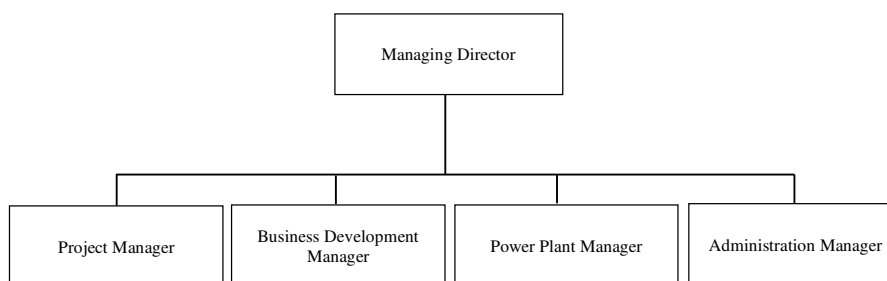 Managing Director
Project Manager
Business Development
Manager
Power Plant Manager
Administration Manager